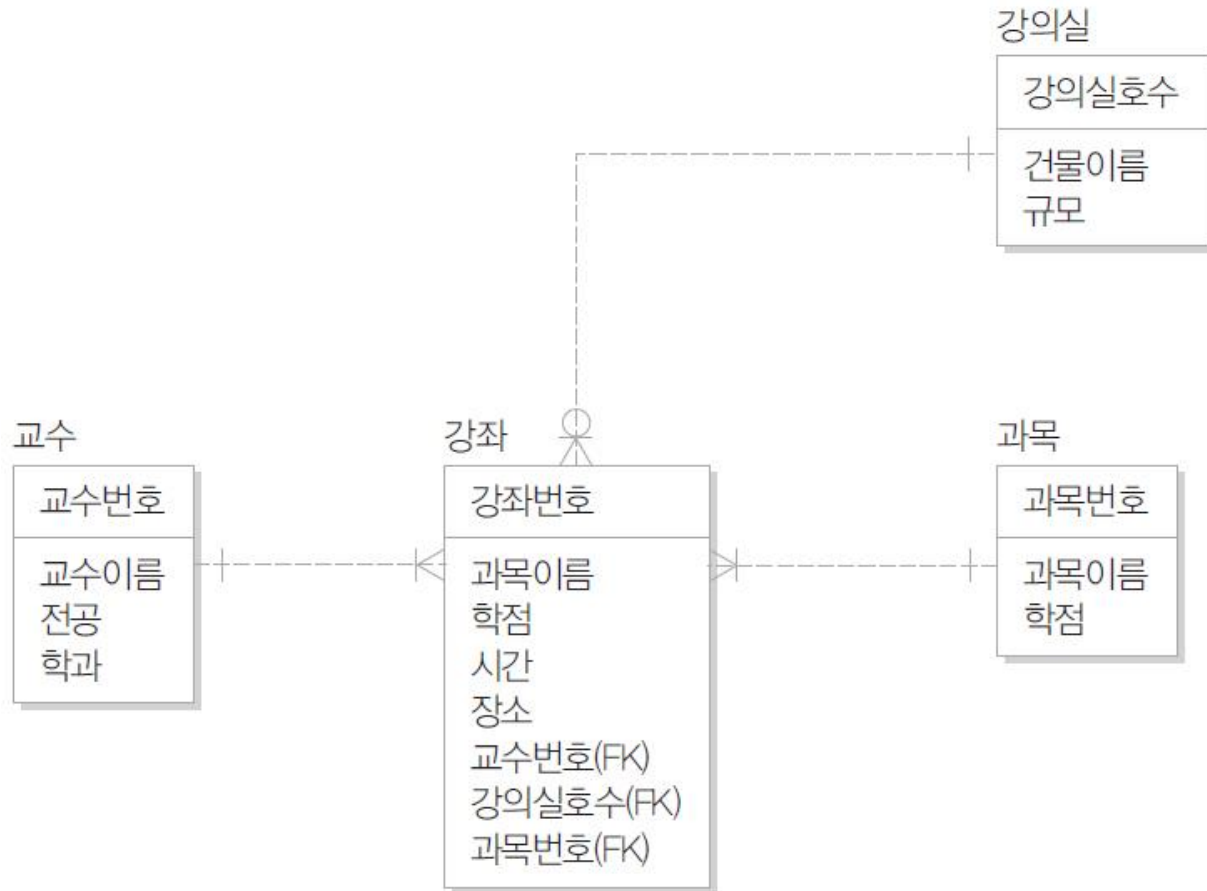 강의실
강의실호수
건물이름
규모
교수
교수번호
교수이름
전공
학과
강좌
강좌번호
과목이름
학점
시간
장소
교수번호(FK)
강의실호수(FK)
과목번호(FK)
과목
과목번호
과목이름
학점